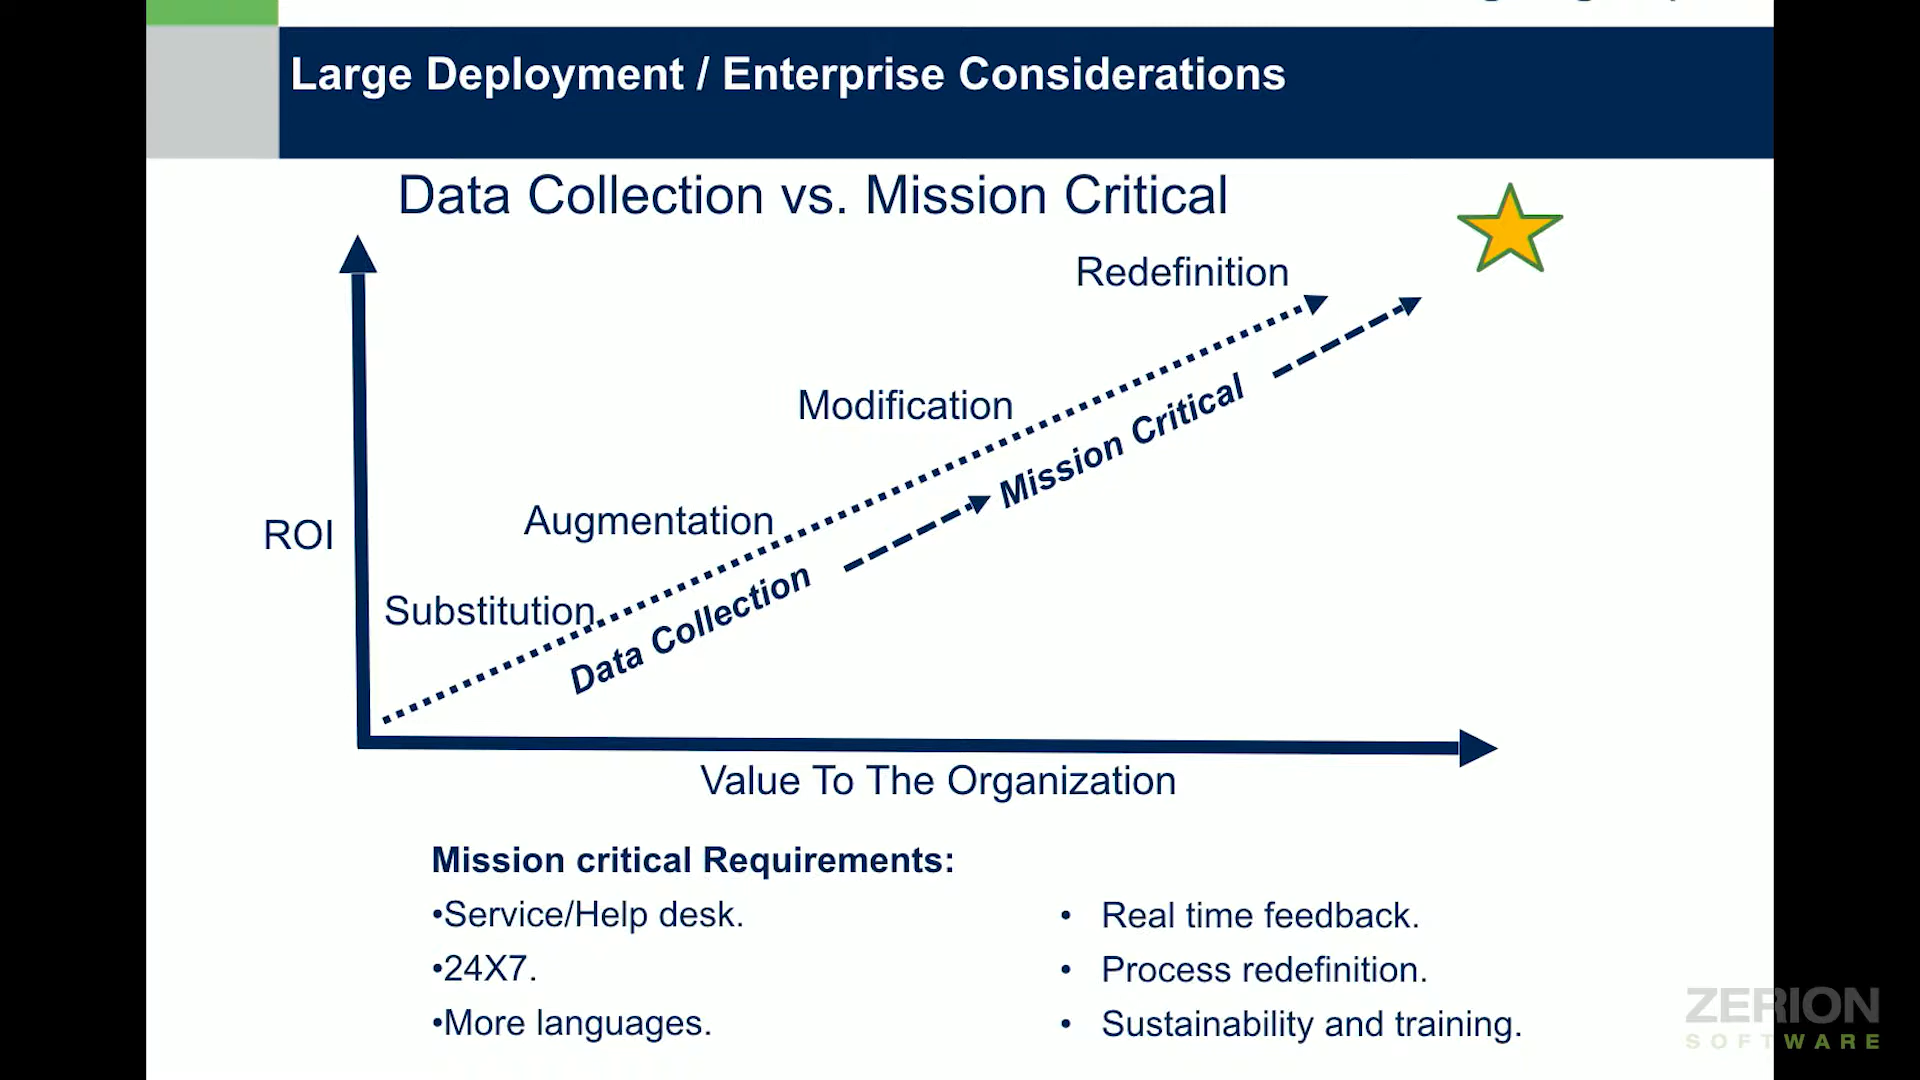 Large Deployment / Enterprise Considerations
Data Collection vs. Mission Critical
Redefinition
Modification
Mission Critical
Augmentation
ROI
Data Collection
Substitution
Value To The Organization
Mission critical Requirements:
•Service/Help desk.
•24X7.
•More languages.
• Real time feedback.
• Process redefinition.
• Sustainability and training.
ZERION
SOFTWARE